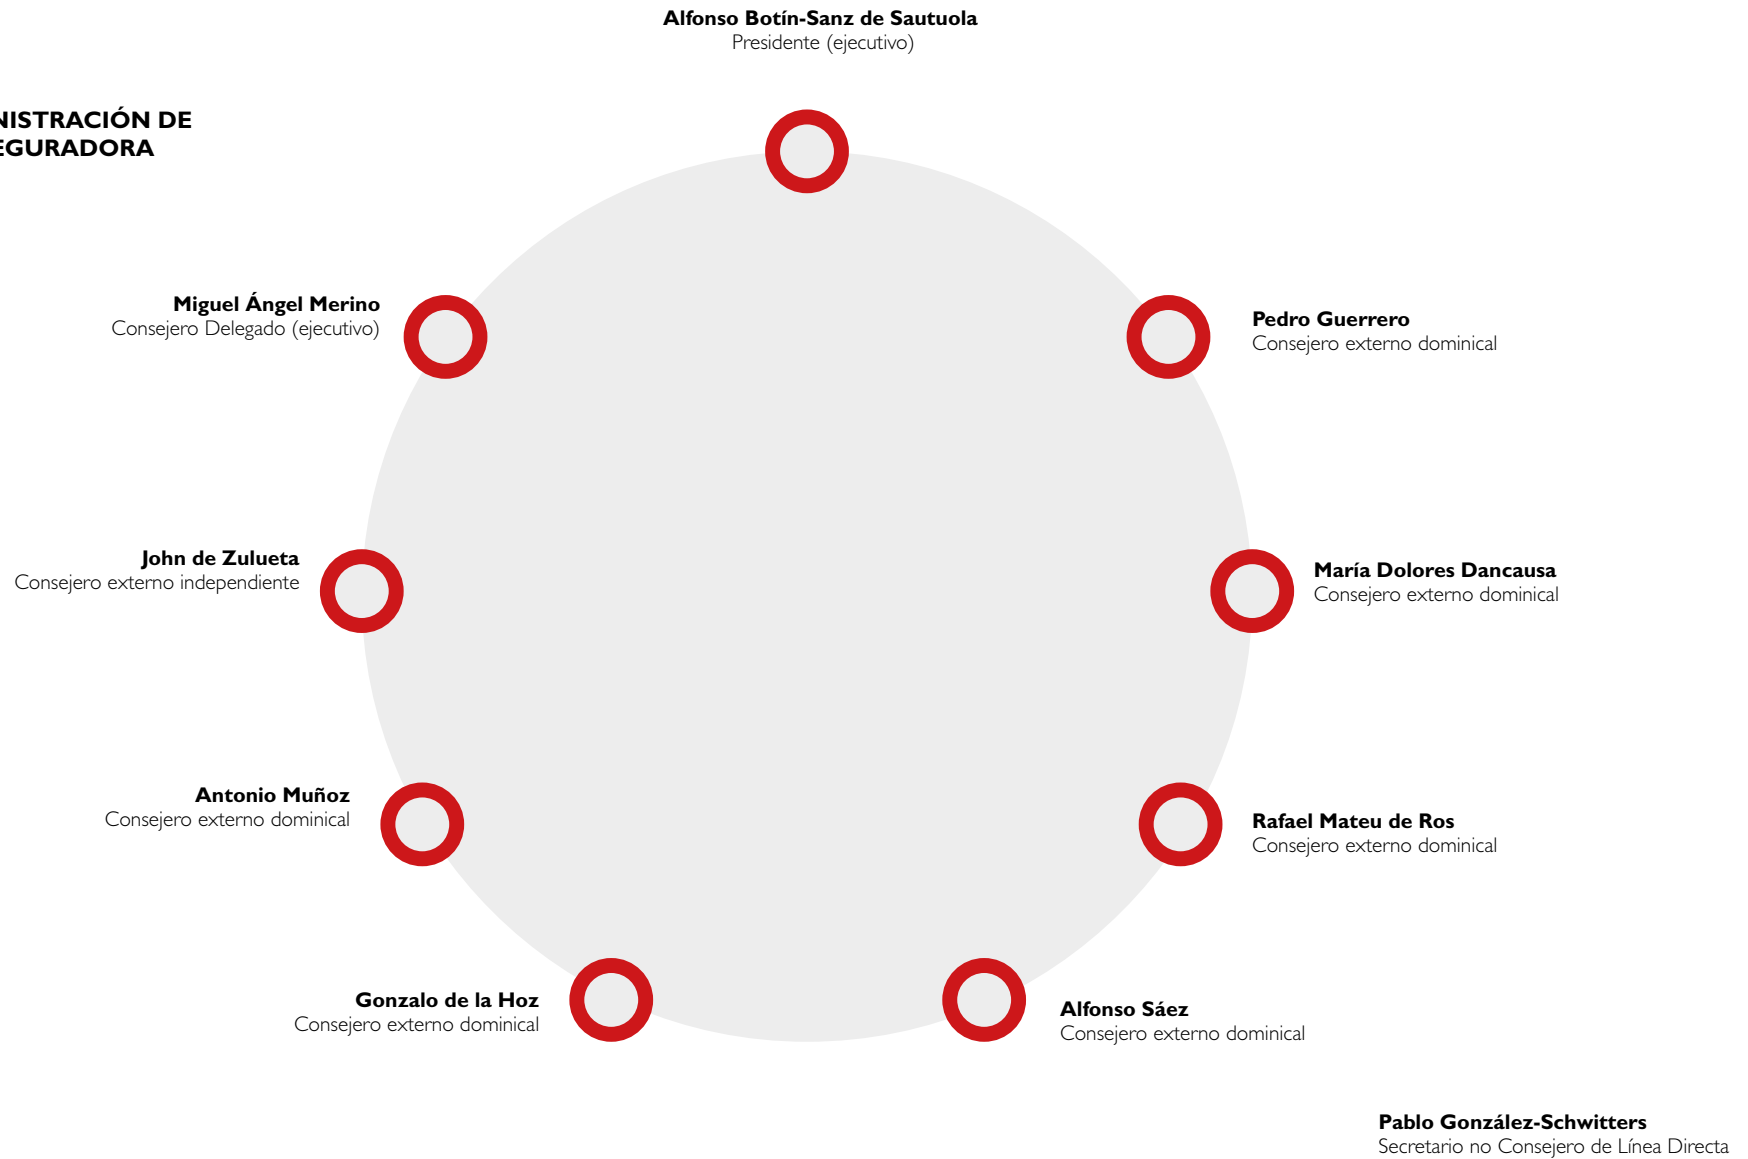 Alfonso Botín-Sanz de Sautuola
Presidente (ejecutivo)
NISTRACIÓN DE
EGURADORA
Miguel Ángel Merino
Consejero Delegado (ejecutivo)
Pedro Guerrero
Consejero externo dominical
John de Zulueta
Consejero externo independiente
María Dolores Dancausa
Consejero externo dominical
Antonio Muñoz
Consejero externo dominical
Rafael Mateu de Ros
Consejero externo dominical
Gonzalo de la Hoz
Consejero externo dominical
Alfonso Sáez
Consejero externo dominical
Pablo González-Schwitters
Secretario no Consejero de Línea Directa